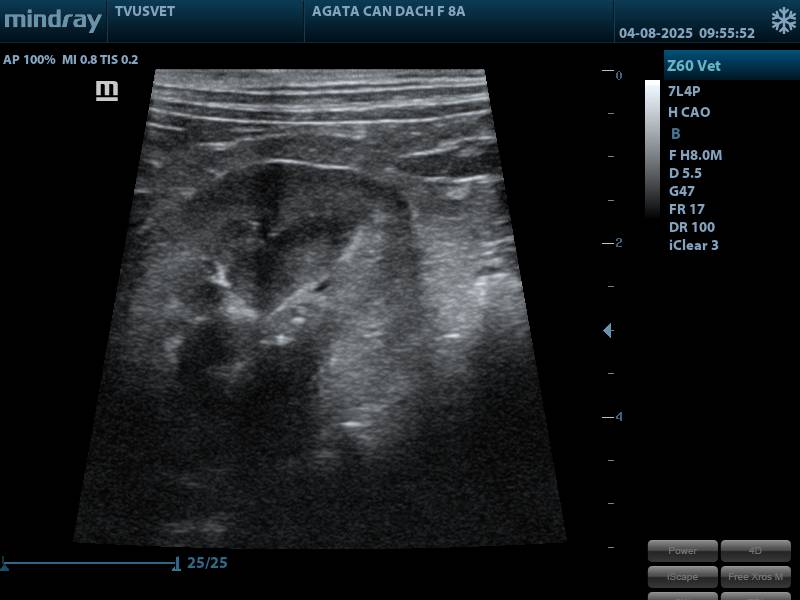 mindray
TVUSVET
AGATA CAN DACH F 8A
04-08-2025 09:55:52
AP 100% MI 0.8 TIS 0.2
m
Z60 Vet
7L4P
H CAO
B
F H8.0M
D 5.5
G47
FR 17
DR 100
iClear 3
0
2
4
25/25
Power
4D
iScape
Free Xros M